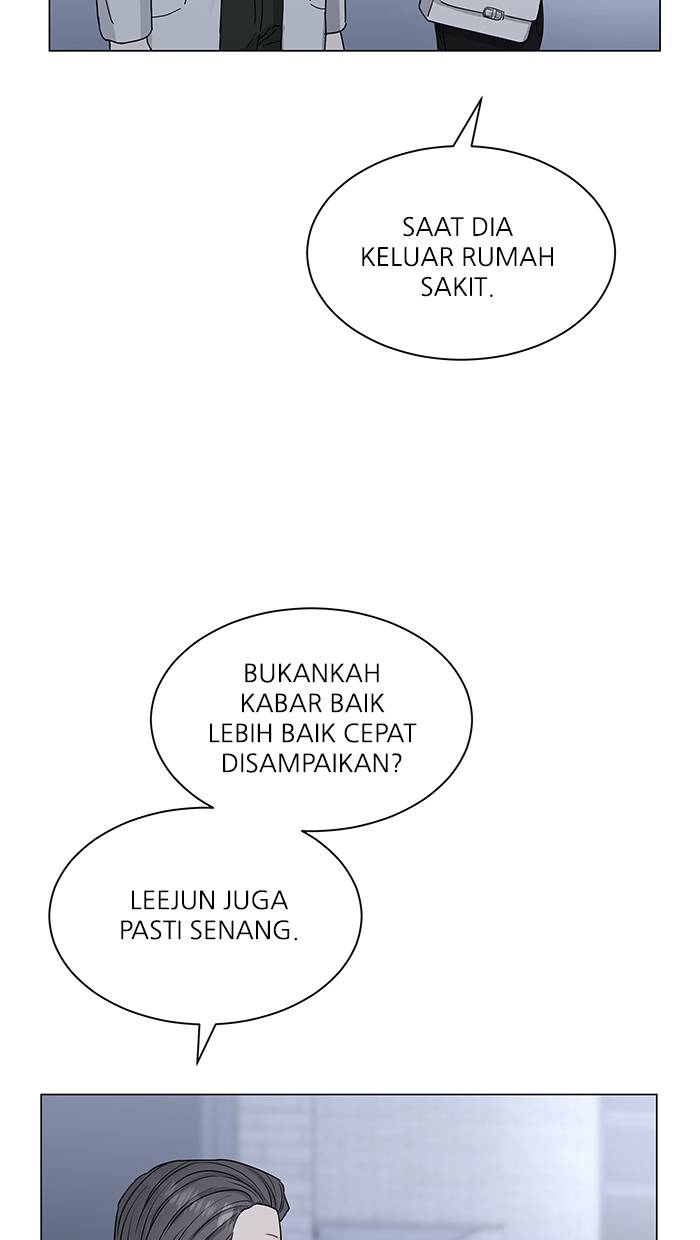 SAAT DIA
KELUAR RUMAH
SAKIT.
BUKANKAH
KABAR BAIK
LEBIH BAIK CEPAT
DISAMPAIKAN?
LEEJUN JUGA
PASTI SENANG.